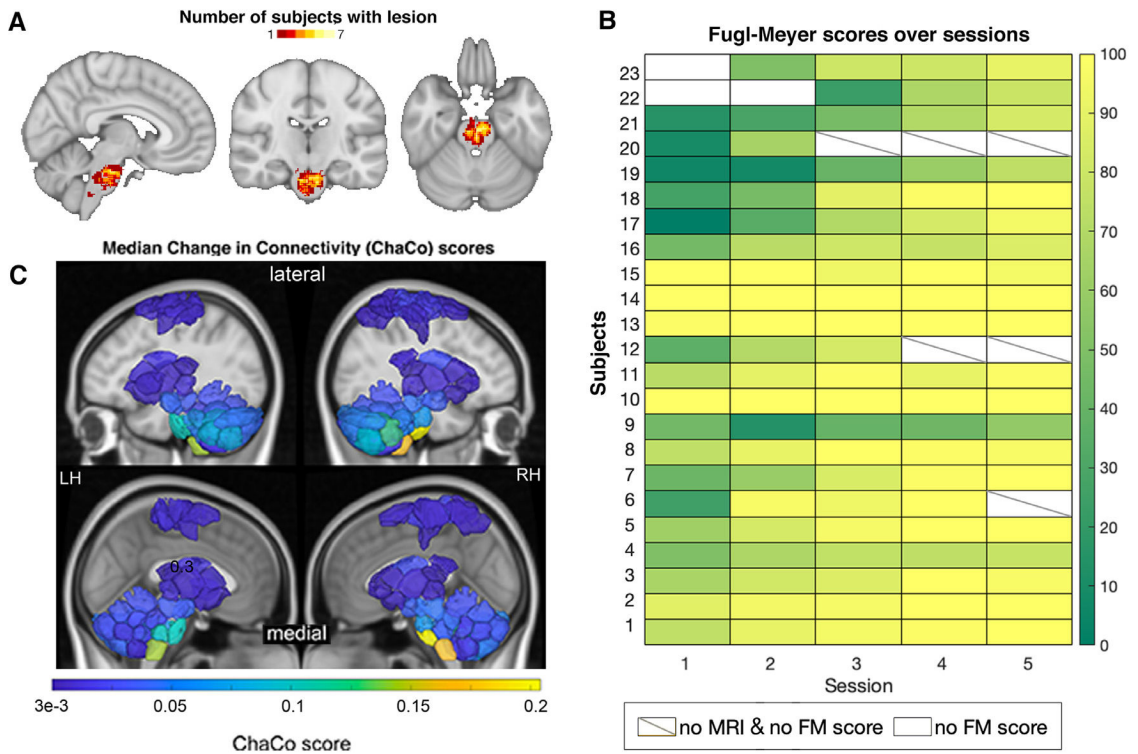 A
Number of subjects with lesion
1 7
B
Fugl-Meyer scores over sessions
Subjects
23
22
21
20
19
18
17
16
15
14
13
12
11
10
9
8
7
6
5
4
3
2
1
1 2 3 4 5
Session
100
90
80
70
60
50
40
30
20
10
0
no MRI & no FM score no FM score
C
Median Change in Connectivity (ChaCo) scores
lateral
LH RH
0.3
medial
3e-3 0.05 0.1 0.15 0.2
ChaCo score